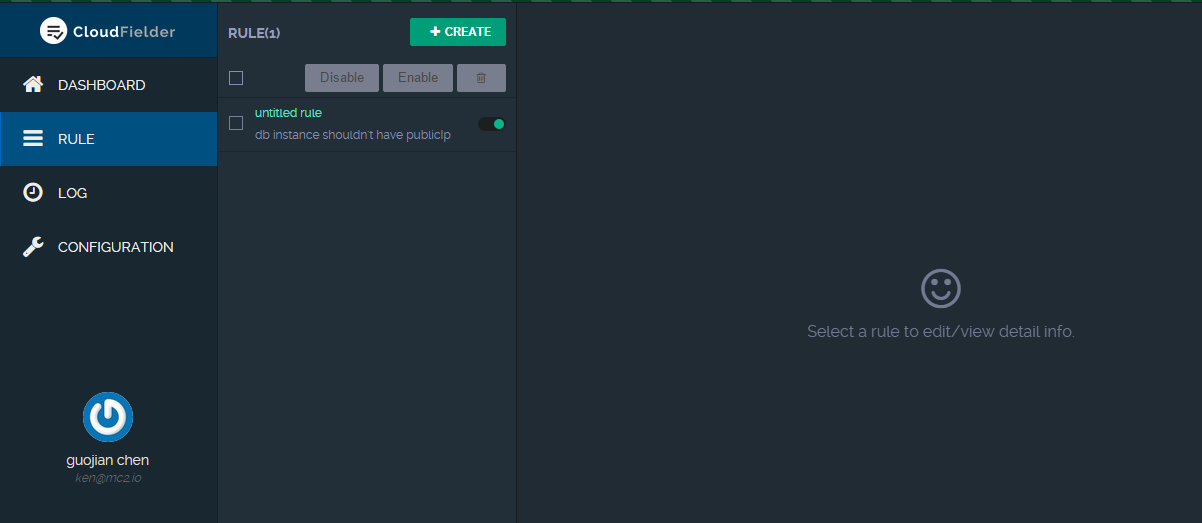 CloudFielder
DASHBOARD
RULE
LOG
CONFIGURATION
guojian chen
ken@mc2.io
RULE(1)
CREATE
Disable
Enable
untitled rule
db instance shouldn't have publicIp
Select a rule to edit/view detail info.